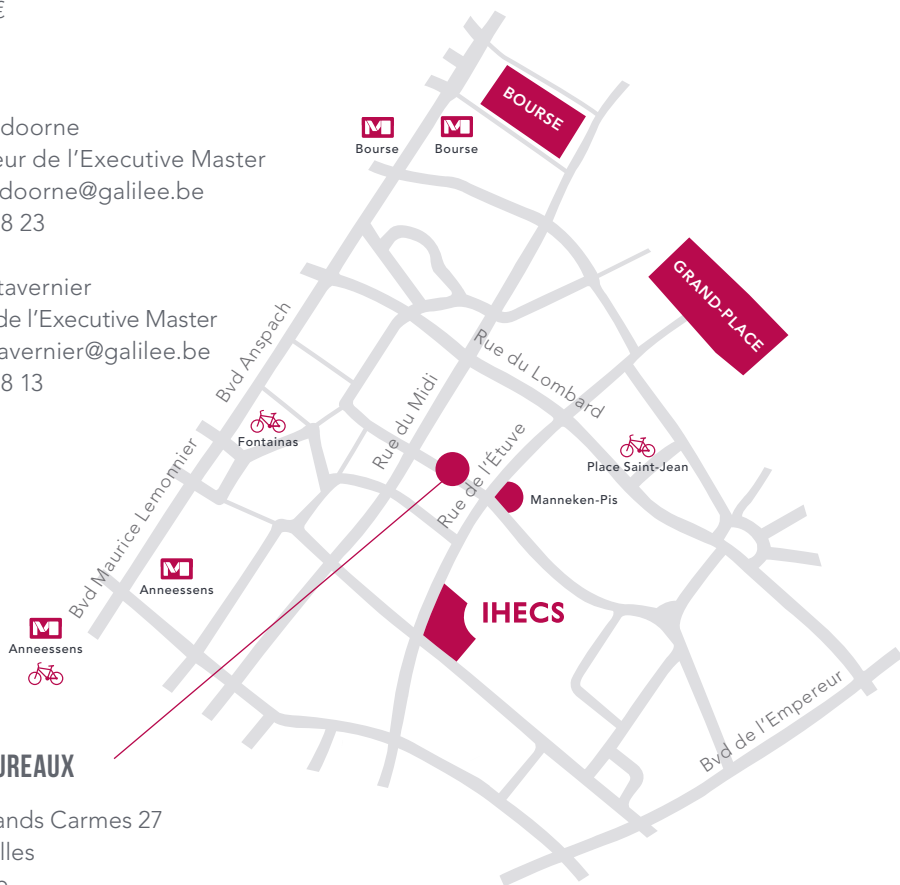 €
doorne
eur de l’Executive Master
doorne@galilee.be
8 23
tavernier
de l’Executive Master
avernier@galilee.be
8 13
UREAUX
ands Carmes 27
lles
BOURSE
Bourse
Bourse
GRAND-PLACE
Bvd Anspach
Rue du Lombard
Rue du Midi
Fontainas
Rue de l’Étuve
Place Saint-Jean
Manneken-Pis
Bvd Maurice Lemonnier
Anneessens
IHECS
Anneessens
Bvd de l’Empereur